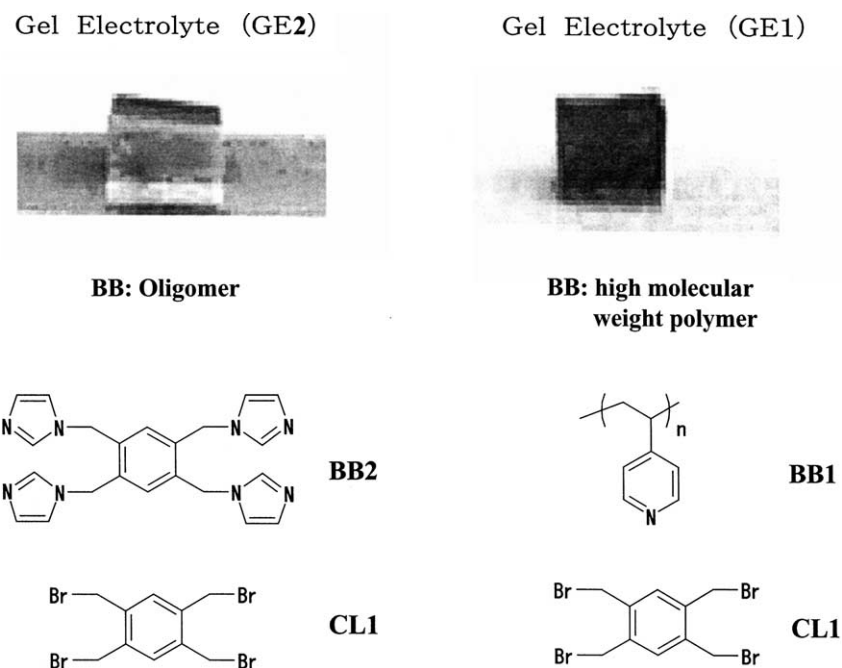 Gel Electrolyte (GE2)
Gel Electrolyte (GE1)
BB: Oligomer
BB: high molecular
weight polymer
N N N N
N N N N
BB2
n
N
BB1
Br Br
Br Br
CL1
Br Br
Br Br
CL1